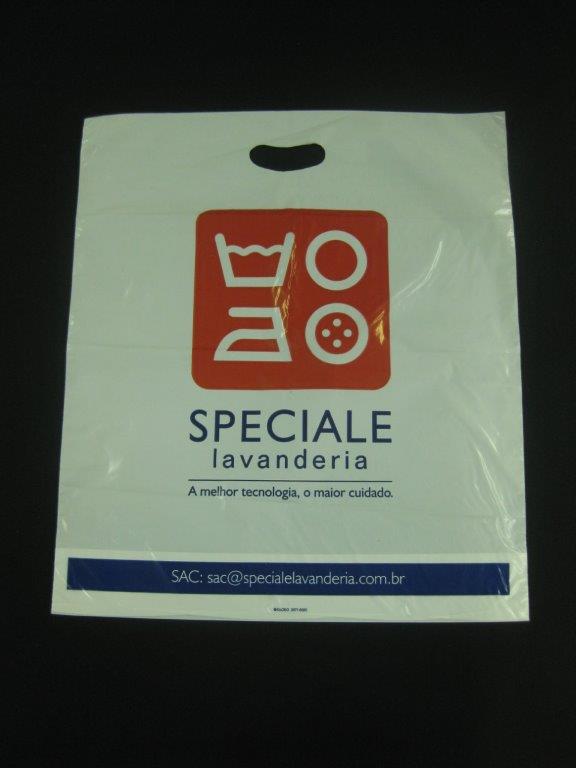 SPECIALE
lavanderia
A melhor tecnologia, o maior cuidado.
SAC: sac@specialelavanderia.com.br